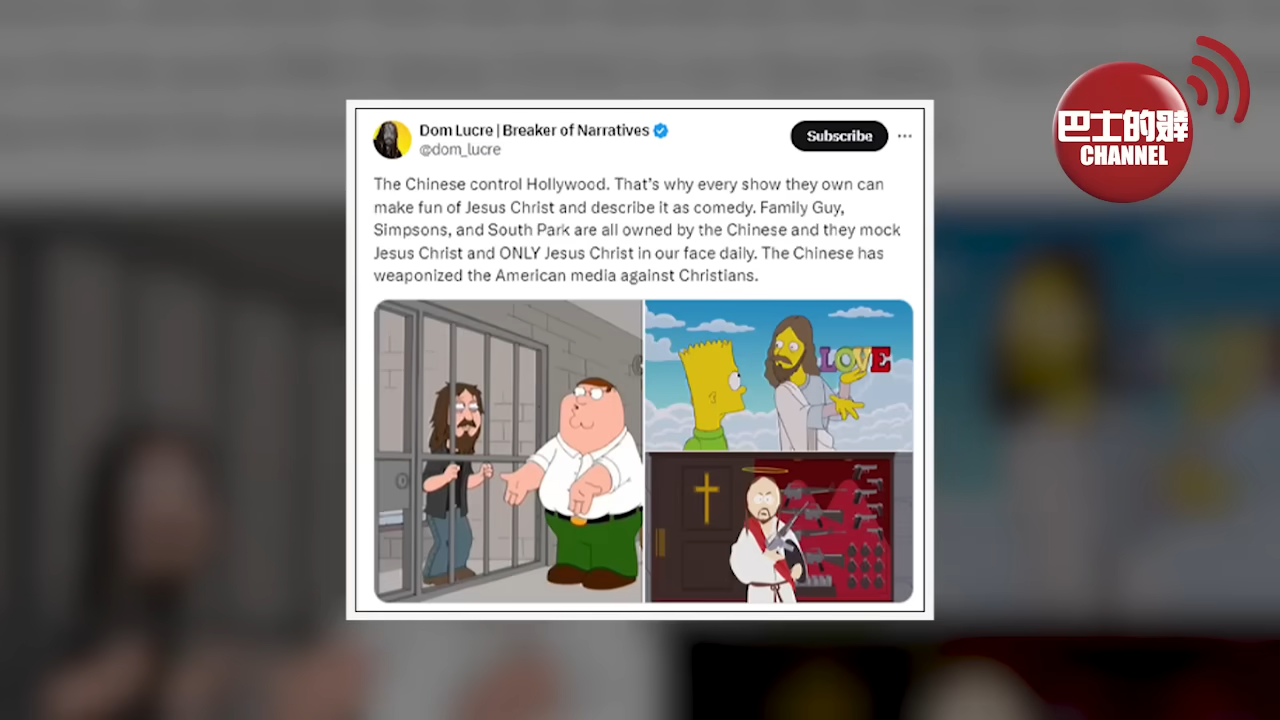 Dom Lucre | Breaker of Narratives
Subscribe
@dom_lucre
The Chinese control Hollywood. That's why every show they own can
make fun of Jesus Christ and describe it as comedy. Family Guy,
Simpsons, and South Park are all owned by the Chinese and they mock
Jesus Christ and ONLY Jesus Christ in our face daily. The Chinese has
weaponized the American media against Christians.
LOVE
巴士的報
CHANNEL